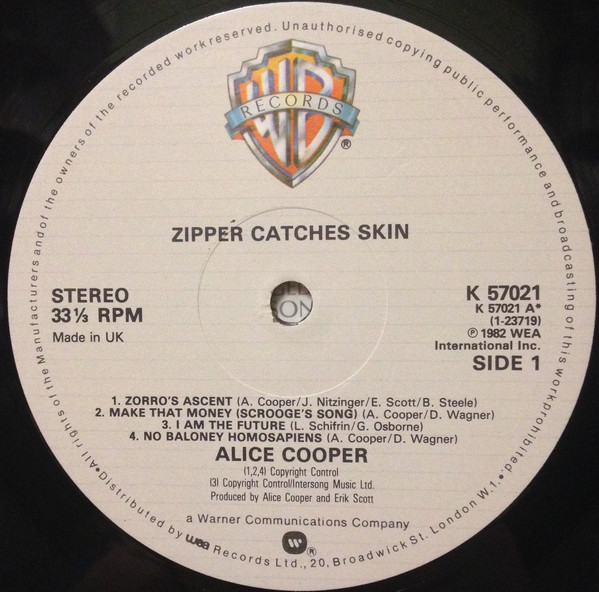 All rights of the Manufacturers and of the owners of the recorded work reserved. Unauthorised copying public performance and broadcasting of this work prohibited.
WB
RECORDS
®
ZIPPER CATCHES SKIN
STEREO
33⅓ RPM
Made in UK
K 57021
K 57021 A*
(1-23719)
℗ 1982 WEA
International Inc.
SIDE 1
1. ZORRO'S ASCENT (A. Cooper/J. Nitzinger/E. Scott/B. Steele)
2. MAKE THAT MONEY (SCROOGE'S SONG) (A. Cooper/D. Wagner)
3. I AM THE FUTURE (L. Schifrin/G. Osborne)
4. NO BALONEY HOMOSAPIENS (A. Cooper/D. Wagner)
ALICE COOPER
(1,2,4) Copyright Control
(3) Copyright Control/Intersong Music Ltd.
Produced by Alice Cooper and Erik Scott
a Warner Communications Company
®
•Distributed by wea Records Ltd., 20, Broadwick St. London W.1.•